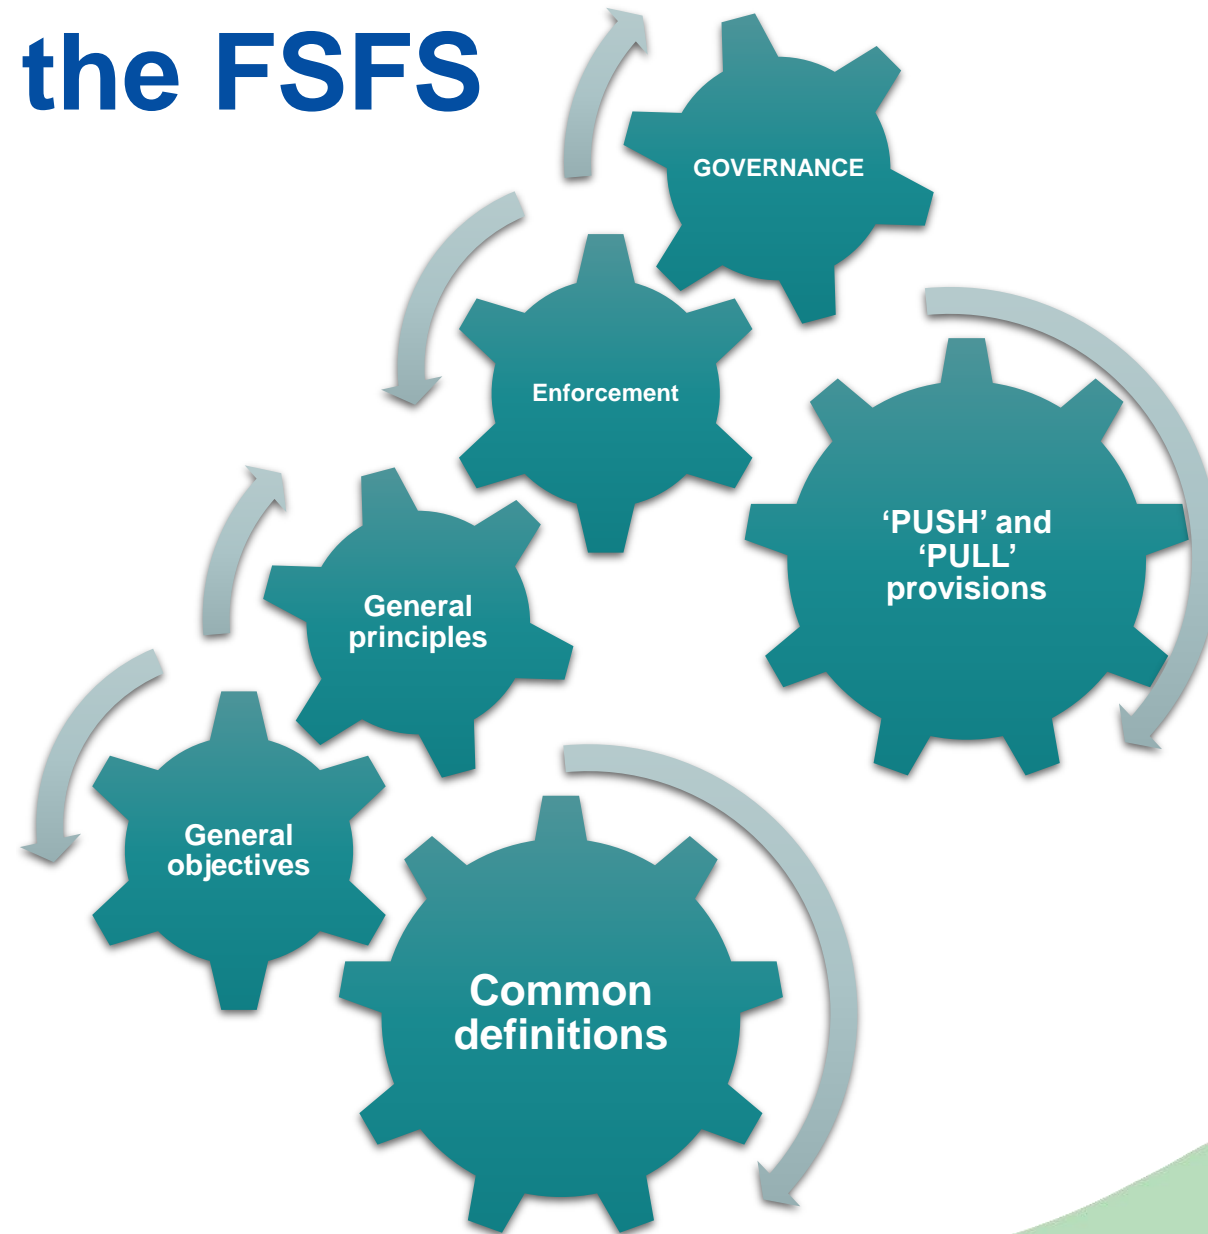 the FSFS
GOVERNANCE
Enforcement
‘PUSH’ and
‘PULL’
provisions
General
principles
General
objectives
Common
definitions